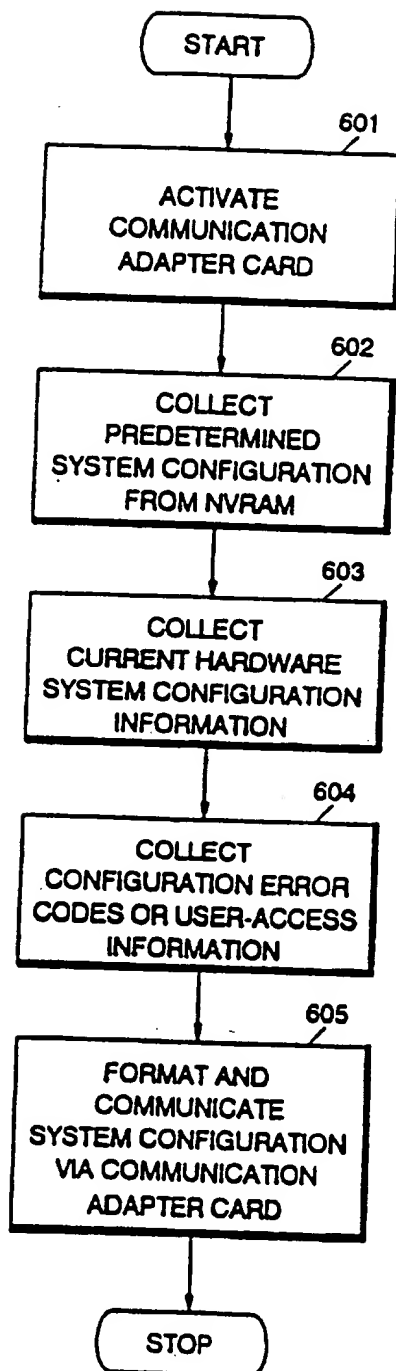 START
601
ACTIVATE
COMMUNICATION
ADAPTER CARD
602
COLLECT
PREDETERMINED
SYSTEM CONFIGURATION
FROM NVRAM
603
COLLECT
CURRENT HARDWARE
SYSTEM CONFIGURATION
INFORMATION
604
COLLECT
CONFIGURATION ERROR
CODES OR USER-ACCESS
INFORMATION
605
FORMAT AND
COMMUNICATE
SYSTEM CONFIGURATION
VIA COMMUNICATION
ADAPTER CARD
STOP